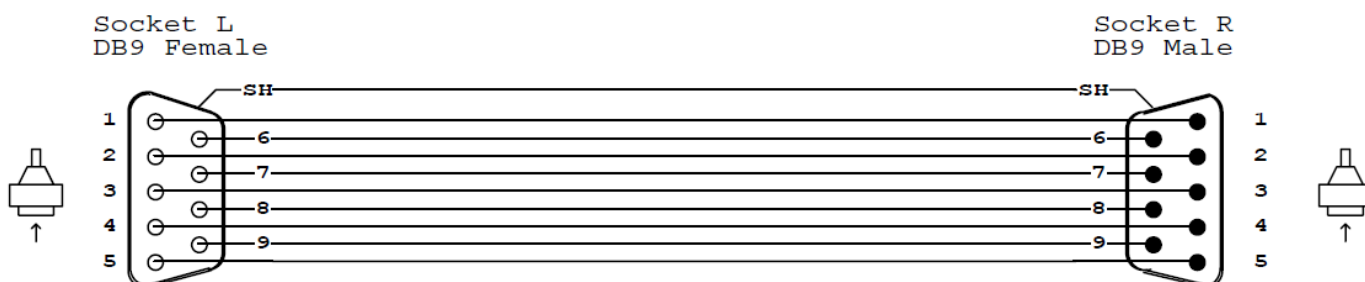 Socket L
DB9 Female
Socket R
DB9 Male
SH SH
1 1
6 6
2 2
7 7
3 3
8 8
4 4
9 9
5 5